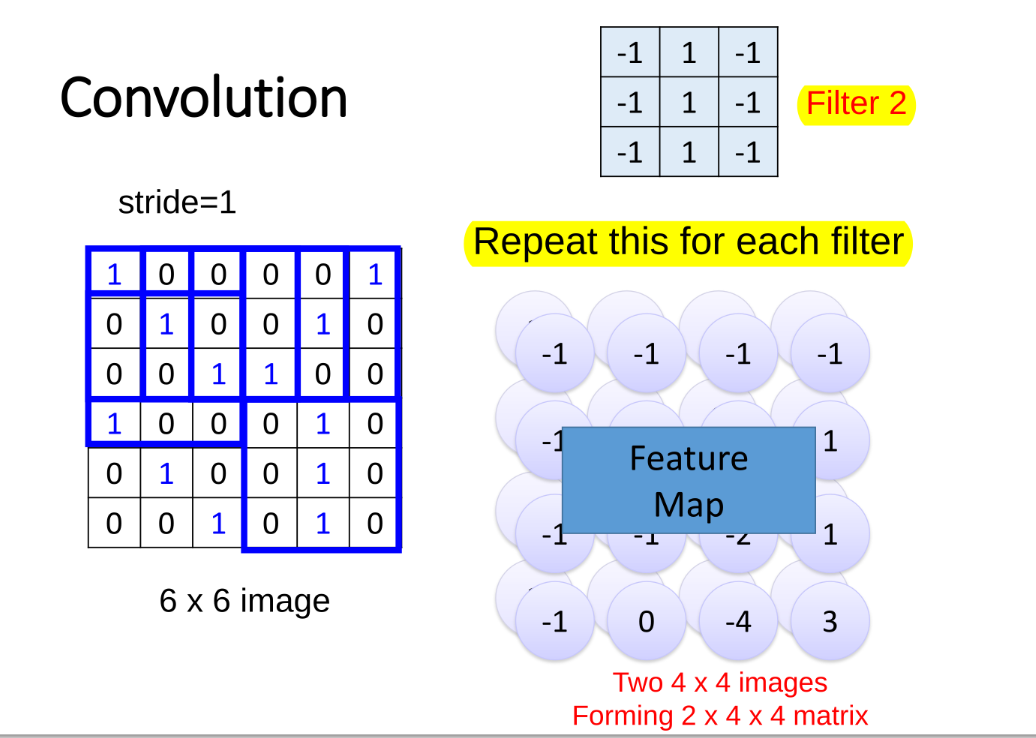 Convolution
-1 1 -1
-1 1 -1
-1 1 -1
Filter 2
stride=1
Repeat this for each filter
1 0 0 0 0 1
0 1 0 0 1 0
0 0 1 1 0 0
1 0 0 0 1 0
0 1 0 0 1 0
0 0 1 0 1 0
6 x 6 image
-1 -1 -1 -1
-1 1
Feature
Map
-1 -1 -2 1
-1 0 -4 3
Two 4 x 4 images
Forming 2 x 4 x 4 matrix